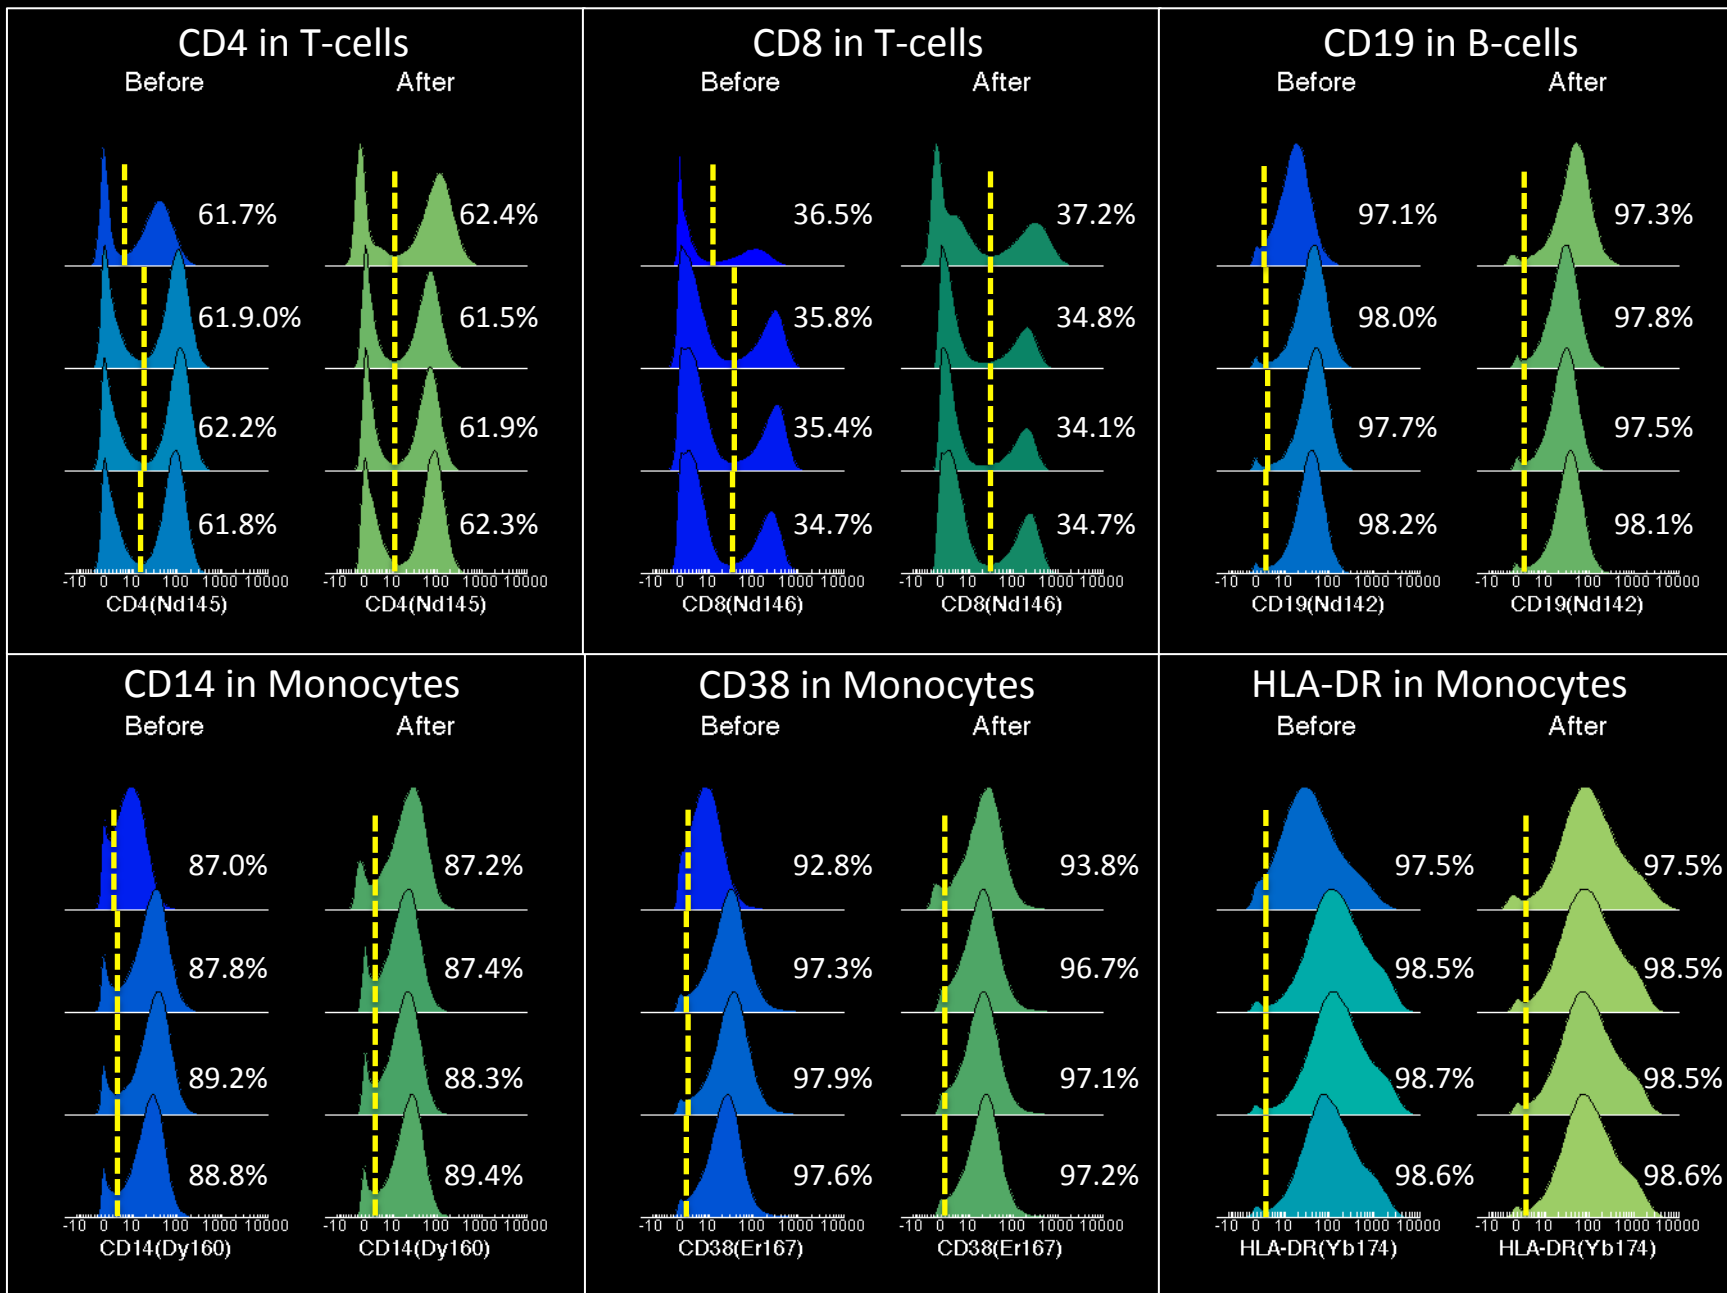 CD4 in T-cells
Before After
61.7% 62.4%
61.9.0% 61.5%
62.2% 61.9%
61.8% 62.3%
-10 0 10 100 1000 10000 -10 0 10 100 1000 10000
CD4(Nd145) CD4(Nd145)
CD8 in T-cells
Before After
36.5% 37.2%
35.8% 34.8%
35.4% 34.1%
34.7% 34.7%
-10 0 10 100 1000 10000 -10 0 10 100 1000 10000
CD8(Nd146) CD8(Nd146)
CD19 in B-cells
Before After
97.1% 97.3%
98.0% 97.8%
97.7% 97.5%
98.2% 98.1%
-10 0 10 100 1000 10000 -10 0 10 100 1000 10000
CD19(Nd142) CD19(Nd142)
CD14 in Monocytes
Before After
87.0% 87.2%
87.8% 87.4%
89.2% 88.3%
88.8% 89.4%
-10 0 10 100 1000 10000 -10 0 10 100 1000 10000
CD14(Dy160) CD14(Dy160)
CD38 in Monocytes
Before After
92.8% 93.8%
97.3% 96.7%
97.9% 97.1%
97.6% 97.2%
-10 0 10 100 1000 10000 -10 0 10 100 1000 10000
CD38(Er167) CD38(Er167)
HLA-DR in Monocytes
Before After
97.5% 97.5%
98.5% 98.5%
98.7% 98.5%
98.6% 98.6%
-10 0 10 100 1000 10000 -10 0 10 100 1000 10000
HLA-DR(Yb174) HLA-DR(Yb174)